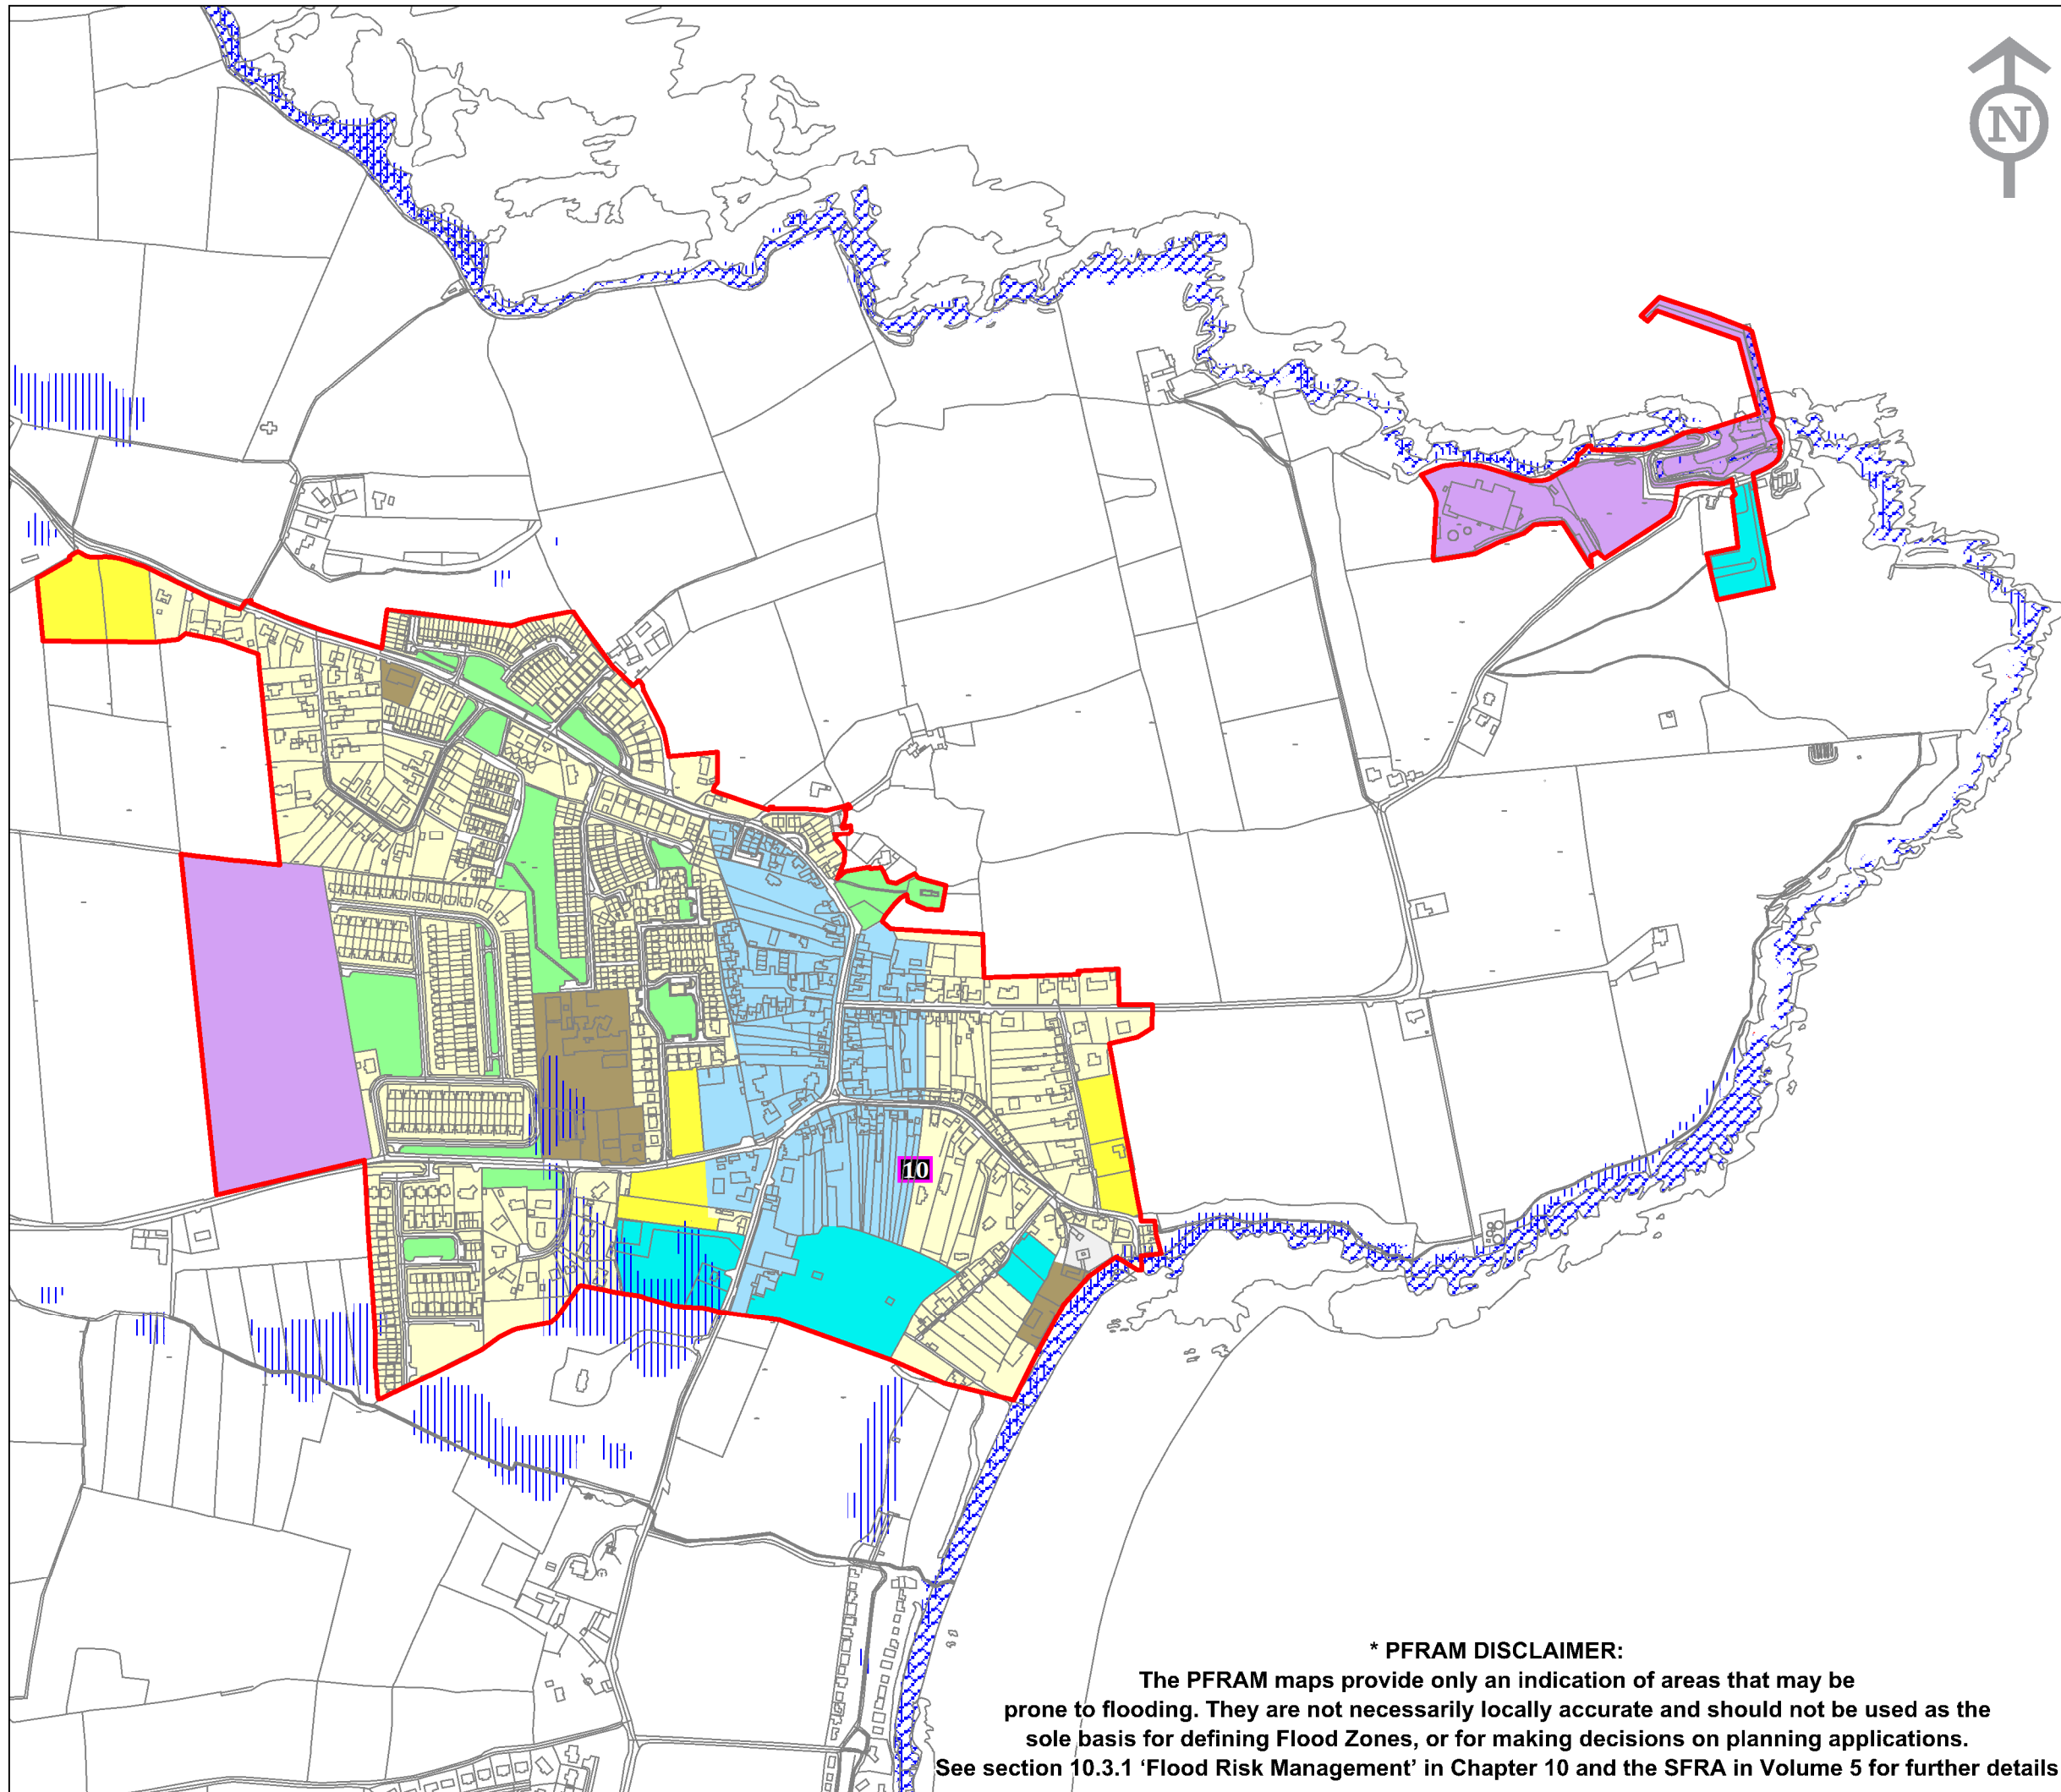 N
10
* PFRAM DISCLAIMER:
The PFRAM maps provide only an indication of areas that may be
prone to flooding. They are not necessarily locally accurate and should not be used as the
sole basis for defining Flood Zones, or for making decisions on planning applications.
See section 10.3.1 ‘Flood Risk Management’ in Chapter 10 and the SFRA in Volume 5 for further details